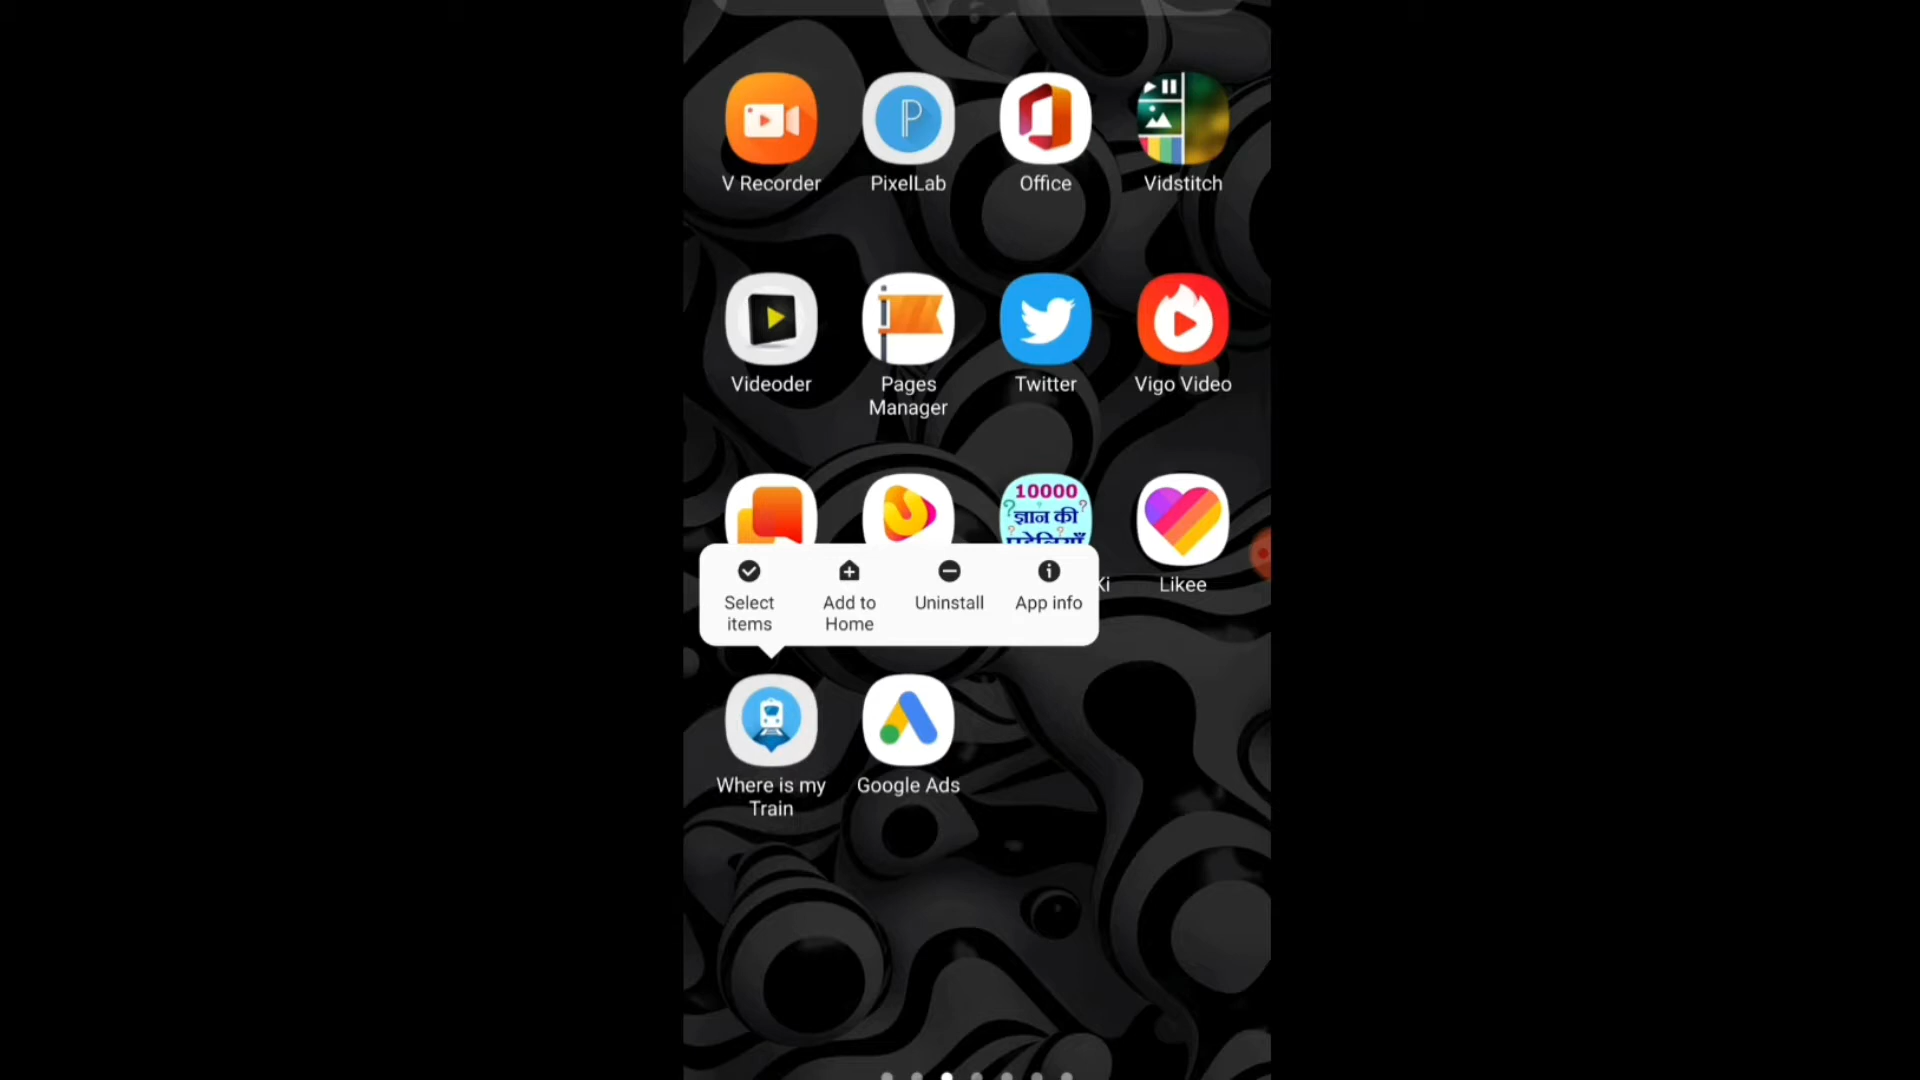 V Recorder
PixelLab
Office
Vidstitch
Videoder
Pages
Manager
Twitter
Vigo Video
10000
ज्ञान की
पहेलियाँ
Ki
Likee
Select
items
Add to
Home
Uninstall
App info
Where is my
Train
Google Ads